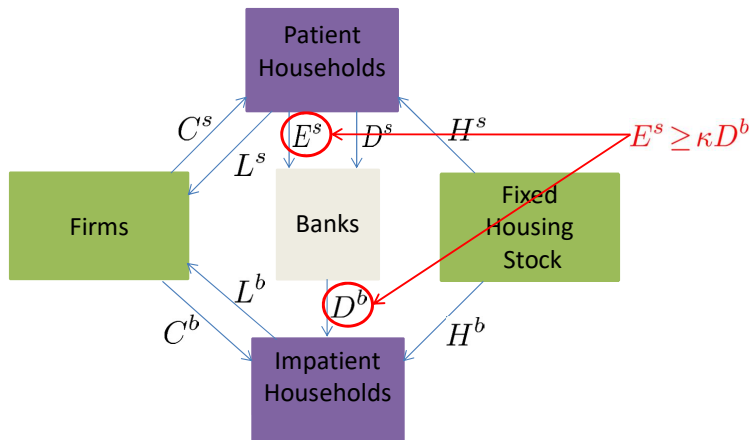 Patient
Households
C^s
E^s
D^s
H^s
E^s ≥ κD^b
L^s
Firms
Banks
Fixed
Housing
Stock
L^b
D^b
C^b
H^b
Impatient
Households